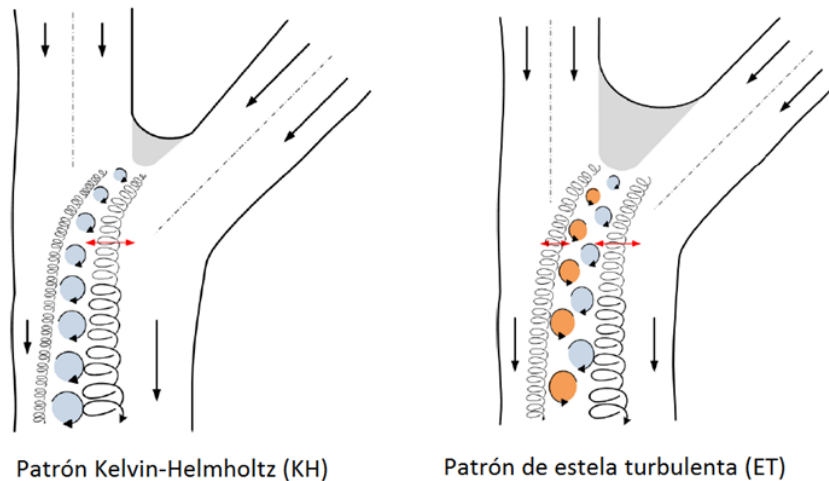 Patrón Kelvin-Helmholtz (KH)
Patrón de estela turbulenta (ET)